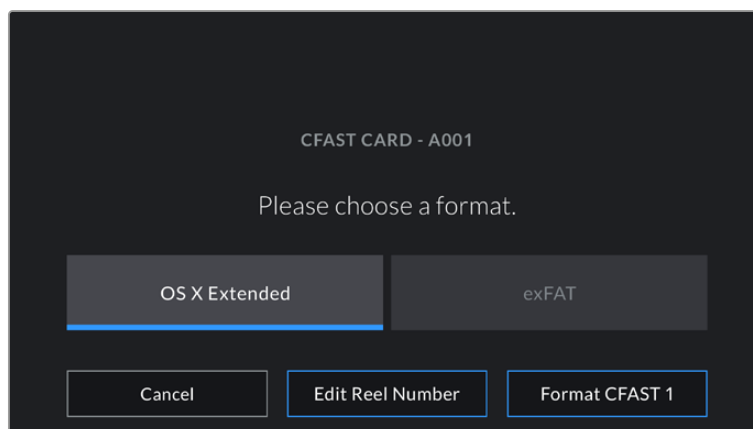 CFAST CARD - A001
Please choose a format.
OS X Extended exFAT
Cancel Edit Reel Number Format CFAST 1